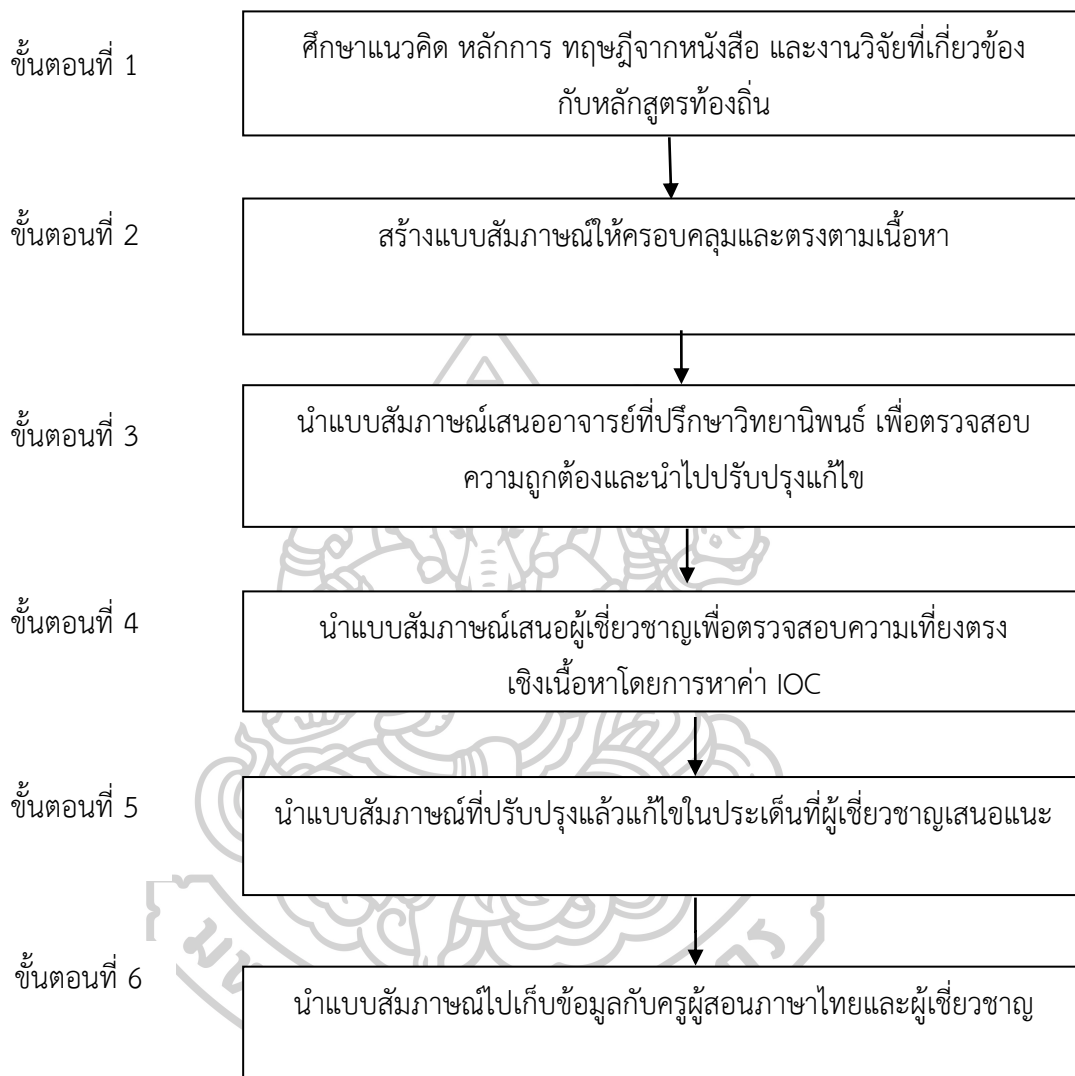 ขั้นตอนที่ 1
ศึกษาแนวคิด หลักการ ทฤษฎีจากหนังสือ และงานวิจัยที่เกี่ยวข้อง
กับหลักสูตรท้องถิ่น
ขั้นตอนที่ 2
สร้างแบบสัมภาษณ์ให้ครอบคลุมและตรงตามเนื้อหา
ขั้นตอนที่ 3
นำแบบสัมภาษณ์เสนออาจารย์ที่ปรึกษาวิทยานิพนธ์ เพื่อตรวจสอบ
ความถูกต้องและนำไปปรับปรุงแก้ไข
ขั้นตอนที่ 4
นำแบบสัมภาษณ์เสนอผู้เชี่ยวชาญเพื่อตรวจสอบความเที่ยงตรง
เชิงเนื้อหาโดยการหาค่า IOC
ขั้นตอนที่ 5
นำแบบสัมภาษณ์ที่ปรับปรุงแล้วแก้ไขในประเด็นที่ผู้เชี่ยวชาญเสนอแนะ
ขั้นตอนที่ 6
นำแบบสัมภาษณ์ไปเก็บข้อมูลกับครูผู้สอนภาษาไทยและผู้เชี่ยวชาญ